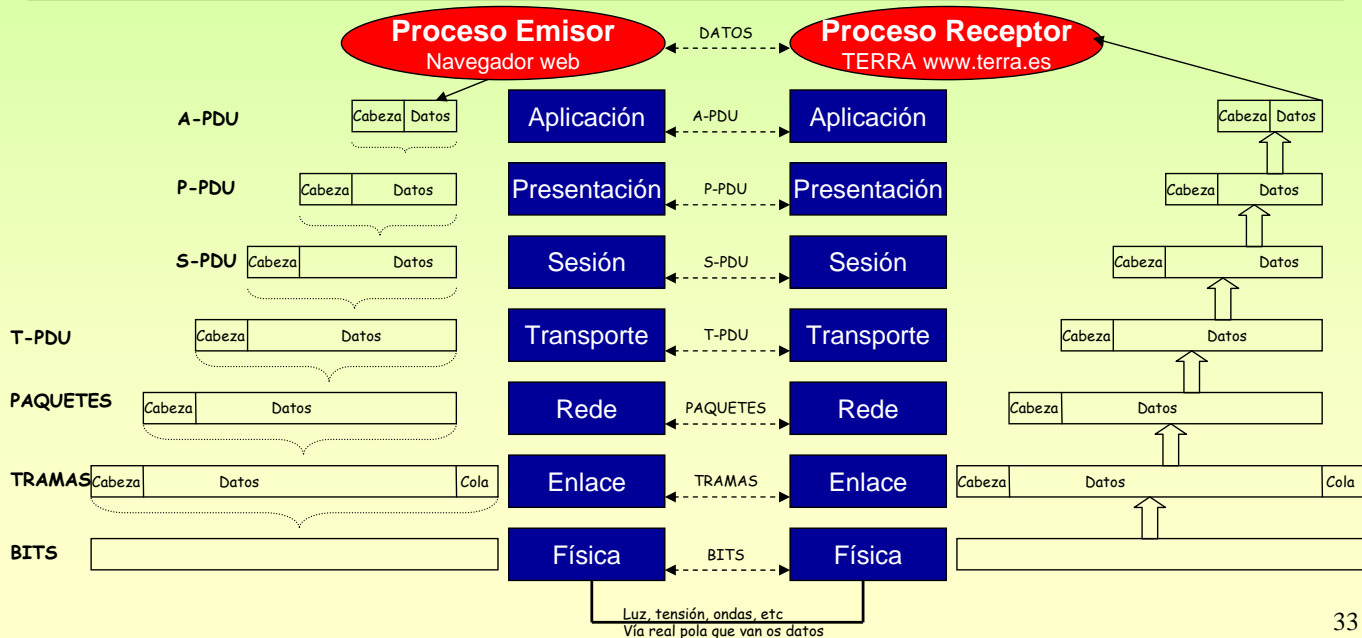 Proceso Emisor
Navegador web
DATOS
Proceso Receptor
TERRA www.terra.es
A-PDU
Cabeza Datos
Aplicación
A-PDU
Aplicación
Cabeza Datos
P-PDU
Cabeza Datos
Presentación
P-PDU
Presentación
Cabeza Datos
S-PDU
Cabeza Datos
Sesión
S-PDU
Sesión
Cabeza Datos
T-PDU
Cabeza Datos
Transporte
T-PDU
Transporte
Cabeza Datos
PAQUETES
Cabeza Datos
Rede
PAQUETES
Rede
Cabeza Datos
TRAMAS
Cabeza Datos Cola
Enlace
TRAMAS
Enlace
Cabeza Datos Cola
BITS
Física
BITS
Física
Luz, tensión, ondas, etc
Vía real pola que van os datos
33